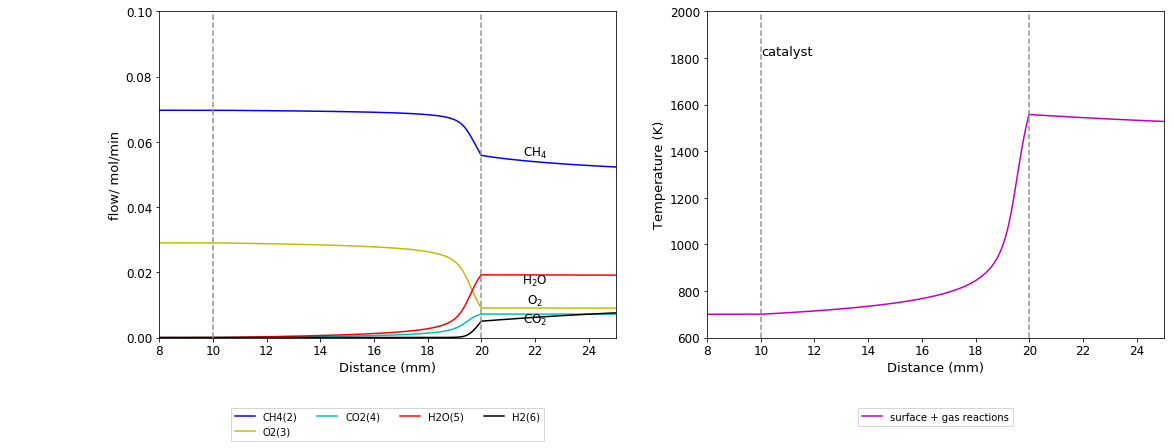 0.10
0.08
0.06
0.04
0.02
0.00
flow/ mol/min
CH₄
H₂O
O₂
CO₂
8 10 12 14 16 18 20 22 24
Distance (mm)
CH4(2) CO2(4) H2O(5) H2(6)
O2(3)
2000
1800
1600
1400
1200
1000
800
600
Temperature (K)
catalyst
8 10 12 14 16 18 20 22 24
Distance (mm)
surface + gas reactions